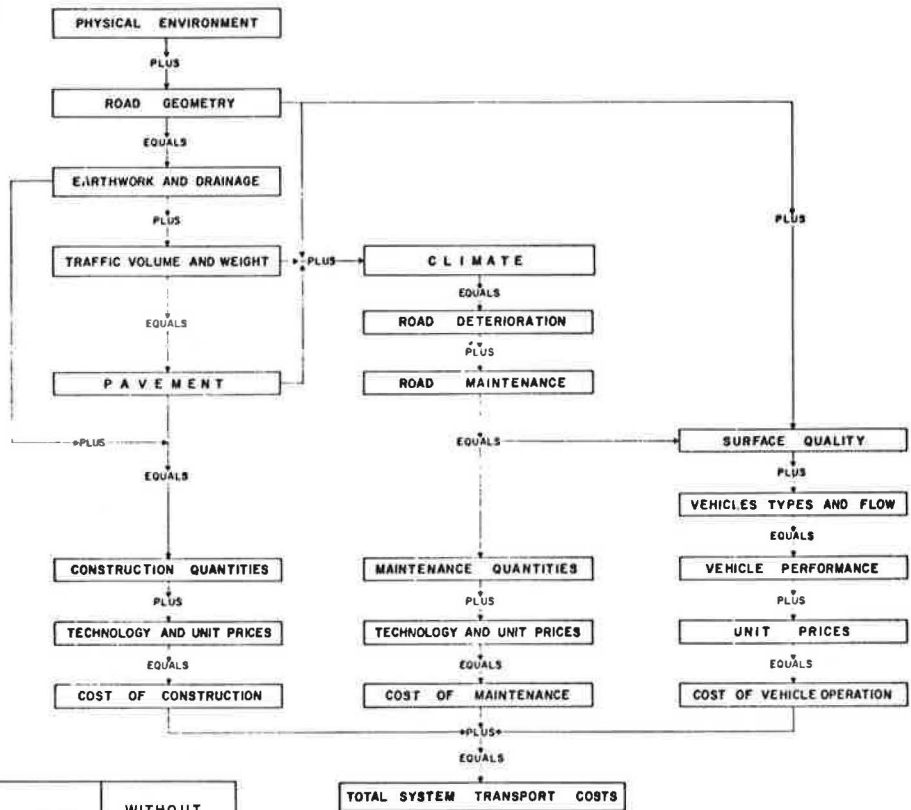 PHYSICAL ENVIRONMENT
PLUS
ROAD GEOMETRY
EQUALS
EARTHWORK AND DRAINAGE
PLUS
PLUS
TRAFFIC VOLUME AND WEIGHT
PLUS
CLIMATE
EQUALS
ROAD DETERIORATION
EQUALS
PLUS
PAVEMENT
ROAD MAINTENANCE
PLUS
EQUALS
SURFACE QUALITY
EQUALS
PLUS
VEHICLES TYPES AND FLOW
EQUALS
CONSTRUCTION QUANTITIES
MAINTENANCE QUANTITIES
VEHICLE PERFORMANCE
PLUS
PLUS
PLUS
TECHNOLOGY AND UNIT PRICES
TECHNOLOGY AND UNIT PRICES
UNIT PRICES
EQUALS
EQUALS
EQUALS
COST OF CONSTRUCTION
COST OF MAINTENANCE
COST OF VEHICLE OPERATION
PLUS
EQUALS
TOTAL SYSTEM TRANSPORT COSTS
WITHOUT